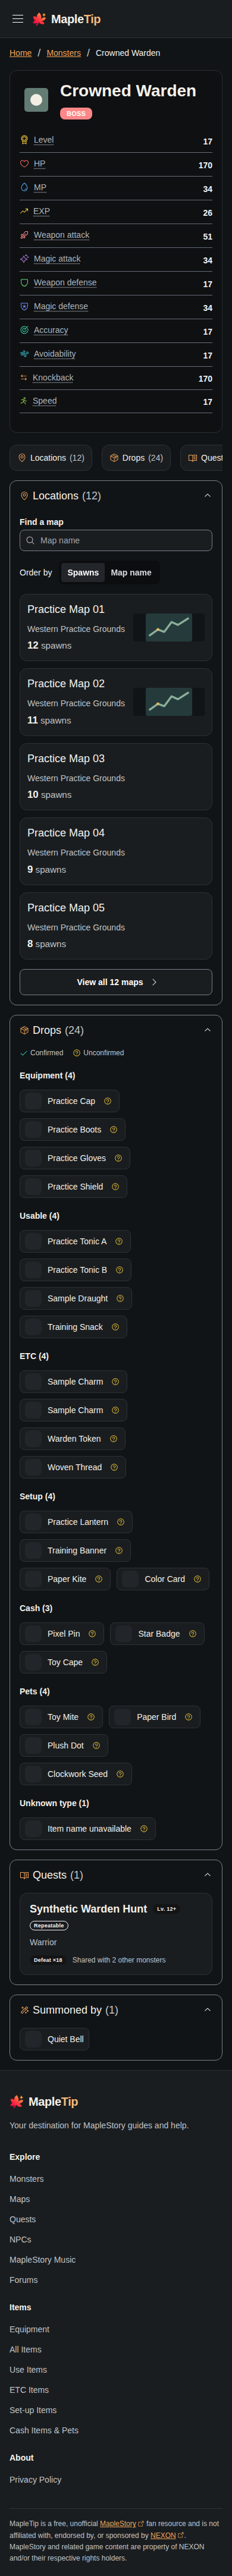 MapleTip
Home / Monsters / Crowned Warden
Crowned Warden
BOSS
Level 17
HP 170
MP 34
EXP 26
Weapon attack 51
Magic attack 34
Weapon defense 17
Magic defense 34
Accuracy 17
Avoidability 17
Knockback 170
Speed 17
Locations (12) Drops (24) Quest
Locations (12)
Find a map
Map name
Order by Spawns Map name
Practice Map 01
Western Practice Grounds
12 spawns
Practice Map 02
Western Practice Grounds
11 spawns
Practice Map 03
Western Practice Grounds
10 spawns
Practice Map 04
Western Practice Grounds
9 spawns
Practice Map 05
Western Practice Grounds
8 spawns
View all 12 maps
Drops (24)
Confirmed Unconfirmed
Equipment (4)
Practice Cap
Practice Boots
Practice Gloves
Practice Shield
Usable (4)
Practice Tonic A
Practice Tonic B
Sample Draught
Training Snack
ETC (4)
Sample Charm
Sample Charm
Warden Token
Woven Thread
Setup (4)
Practice Lantern
Training Banner
Paper Kite Color Card
Cash (3)
Pixel Pin Star Badge
Toy Cape
Pets (4)
Toy Mite Paper Bird
Plush Dot
Clockwork Seed
Unknown type (1)
Item name unavailable
Quests (1)
Synthetic Warden Hunt Lv. 12+
Repeatable
Warrior
Defeat ×18 Shared with 2 other monsters
Summoned by (1)
Quiet Bell
MapleTip
Your destination for MapleStory guides and help.
Explore
Monsters
Maps
Quests
NPCs
MapleStory Music
Forums
Items
Equipment
All Items
Use Items
ETC Items
Set-up Items
Cash Items & Pets
About
Privacy Policy
MapleTip is a free, unofficial MapleStory fan resource and is not
affiliated with, endorsed by, or sponsored by NEXON.
MapleStory and related game content are property of NEXON
and/or their respective rights holders.